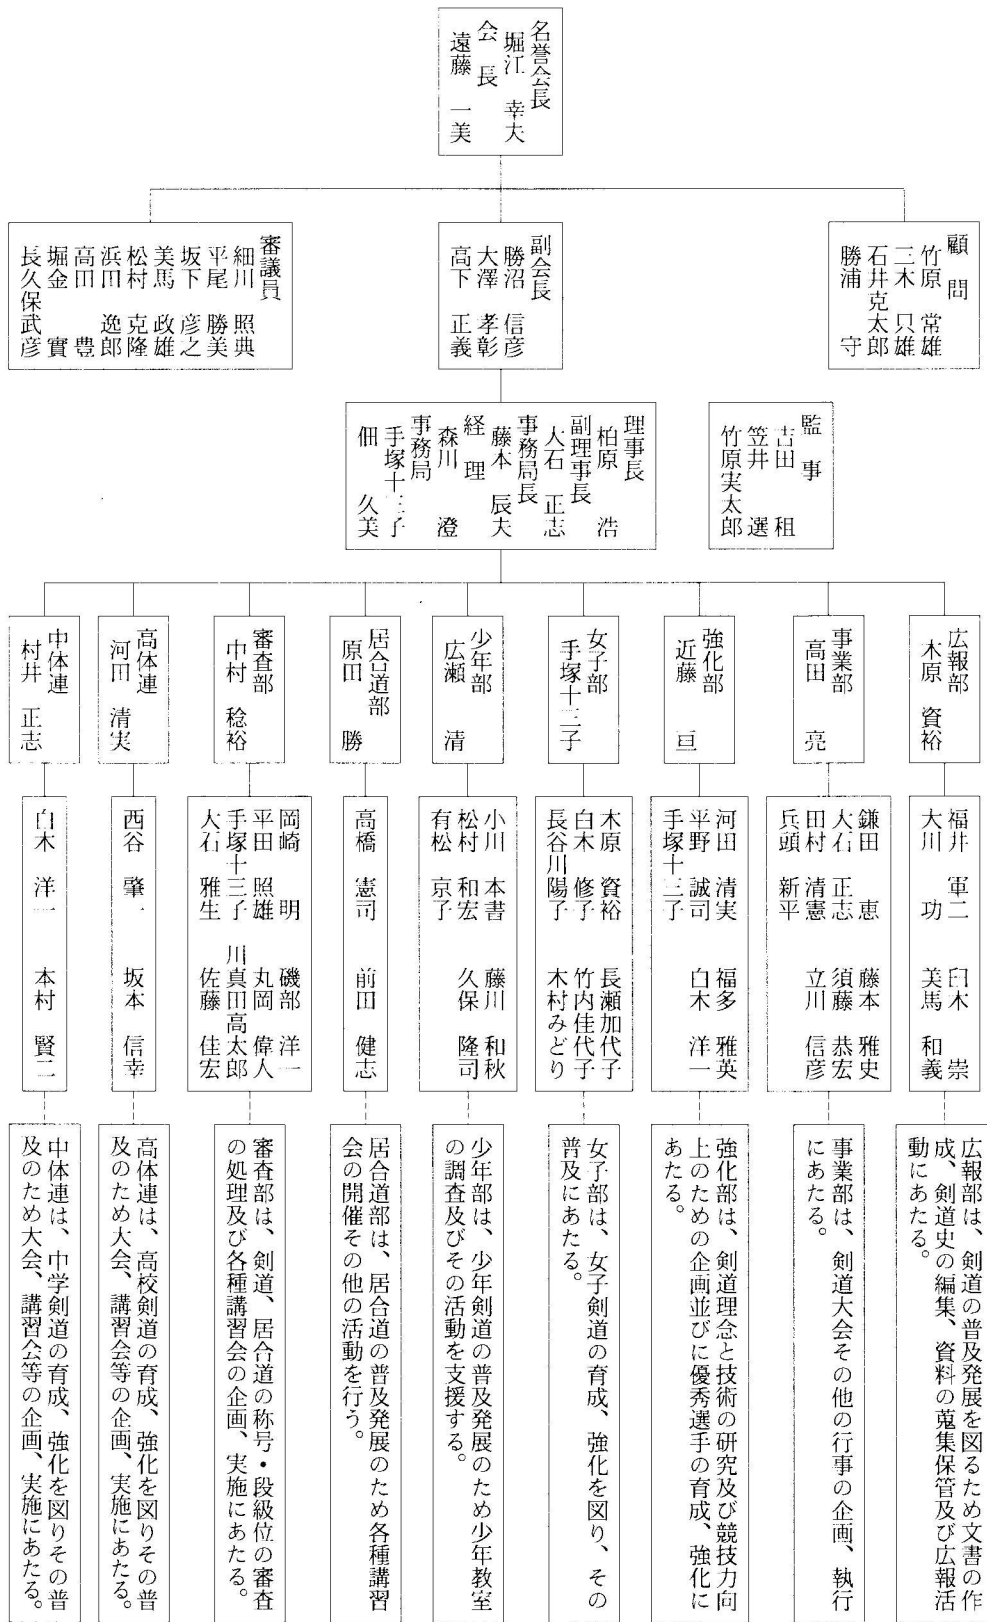 名誉会長
堀江 幸夫
会長
遠藤 一美
顧問
竹原 常雄
三木 只雄
石井克太郎
勝浦 守
副会長
勝沼 信彦
大澤 孝彰
高下 正義
審議員
細川 照典
平尾 勝美
坂下 彦之
美馬 政雄
松村 克隆
浜田 逸郎
高田 豊
堀金 實
長久保武彦
監事
吉田 租
笠井 選
竹原実太郎
理事長
柏原 浩
副理事長
大石 正志
事務局長
藤本 辰夫
経理
森川 澄
事務局
手塚十三子
佃 久美
広報部
木原 資裕
福井 軍二 臼木 崇
大川 功 美馬 和義
広報部は、剣道の普及発展を図るため文書の作
成、剣道史の編集、資料の蒐集保管及び広報活
動にあたる。
事業部
高田 亮
鎌田 恵 藤本 雅史
大石 正志 須藤 恭宏
田村 清憲 立川 信彦
兵頭 新平
事業部は、剣道大会その他の行事の企画、執行
にあたる。
強化部
近藤 亘
河田 清実 福多 雅英
平野 誠司 白木 洋一
手塚十三子
強化部は、剣道理念と技術の研究及び競技力向
上のための企画並びに優秀選手の育成、強化に
あたる。
女子部
手塚十三子
木原 資裕 長瀬加代子
白木 修子 竹内佳代子
長谷川陽子 木村みどり
女子部は、女子剣道の育成、強化を図り、その
普及にあたる。
少年部
広瀬 清
小川 本書 藤川 和秋
松村 和宏 久保 隆司
有松 京子
少年部は、少年剣道の普及発展のため少年教室
の調査及びその活動を支援する。
居合道部
原田 勝
高橋 憲司 前田 健志
居合道部は、居合道の普及発展のため各種講習
会の開催その他の活動を行う。
審査部
中村 稔裕
岡崎 明 磯部 洋一
平田 照雄 丸岡 偉人
手塚十三子 川真田高太郎
大石 雅生 佐藤 佳宏
審査部は、剣道、居合道の称号・段級位の審査
の処理及び各種講習会の企画、実施にあたる。
高体連
河田 清実
西谷 肇一 坂本 信幸
高体連は、高校剣道の育成、強化を図りその普
及のため大会、講習会等の企画、実施にあたる。
中体連
村井 正志
白木 洋一 本村 賢二
中体連は、中学剣道の育成、強化を図りその普
及のため大会、講習会等の企画、実施にあたる。